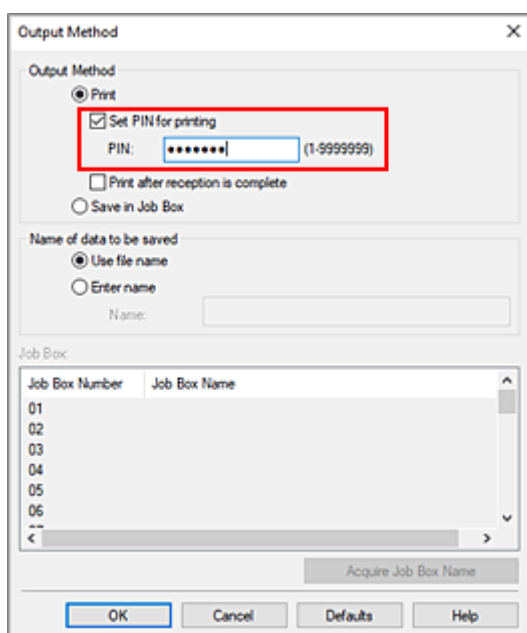 Output Method
Output Method
Print
Set PIN for printing
PIN: ●●●●●●● (1-9999999)
Print after reception is complete
Save in Job Box
Name of data to be saved
Use file name
Enter name
Name:
Job Box:
Job Box Number Job Box Name
01
02
03
04
05
06
Acquire Job Box Name
OK Cancel Defaults Help